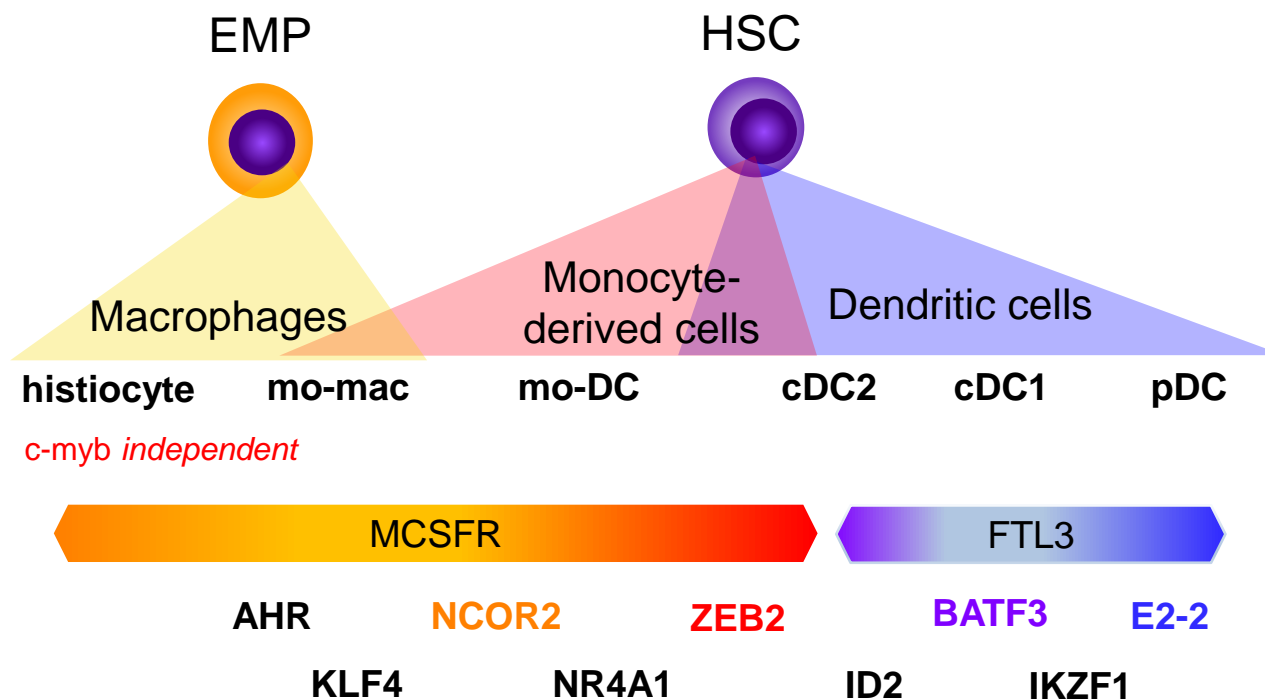 EMP
HSC
Macrophages
Monocyte-
derived cells
Dendritic cells
histiocyte
mo-mac
mo-DC
cDC2
cDC1
pDC
c-myb independent
MCSFR
FTL3
AHR
NCOR2
ZEB2
BATF3
E2-2
KLF4
NR4A1
ID2
IKZF1